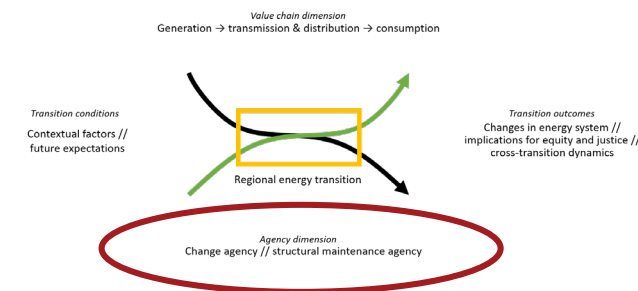 Value chain dimension
Generation → transmission & distribution → consumption
Transition conditions
Contextual factors //
future expectations
Transition outcomes
Changes in energy system //
implications for equity and justice //
cross-transition dynamics
Regional energy transition
Agency dimension
Change agency // structural maintenance agency